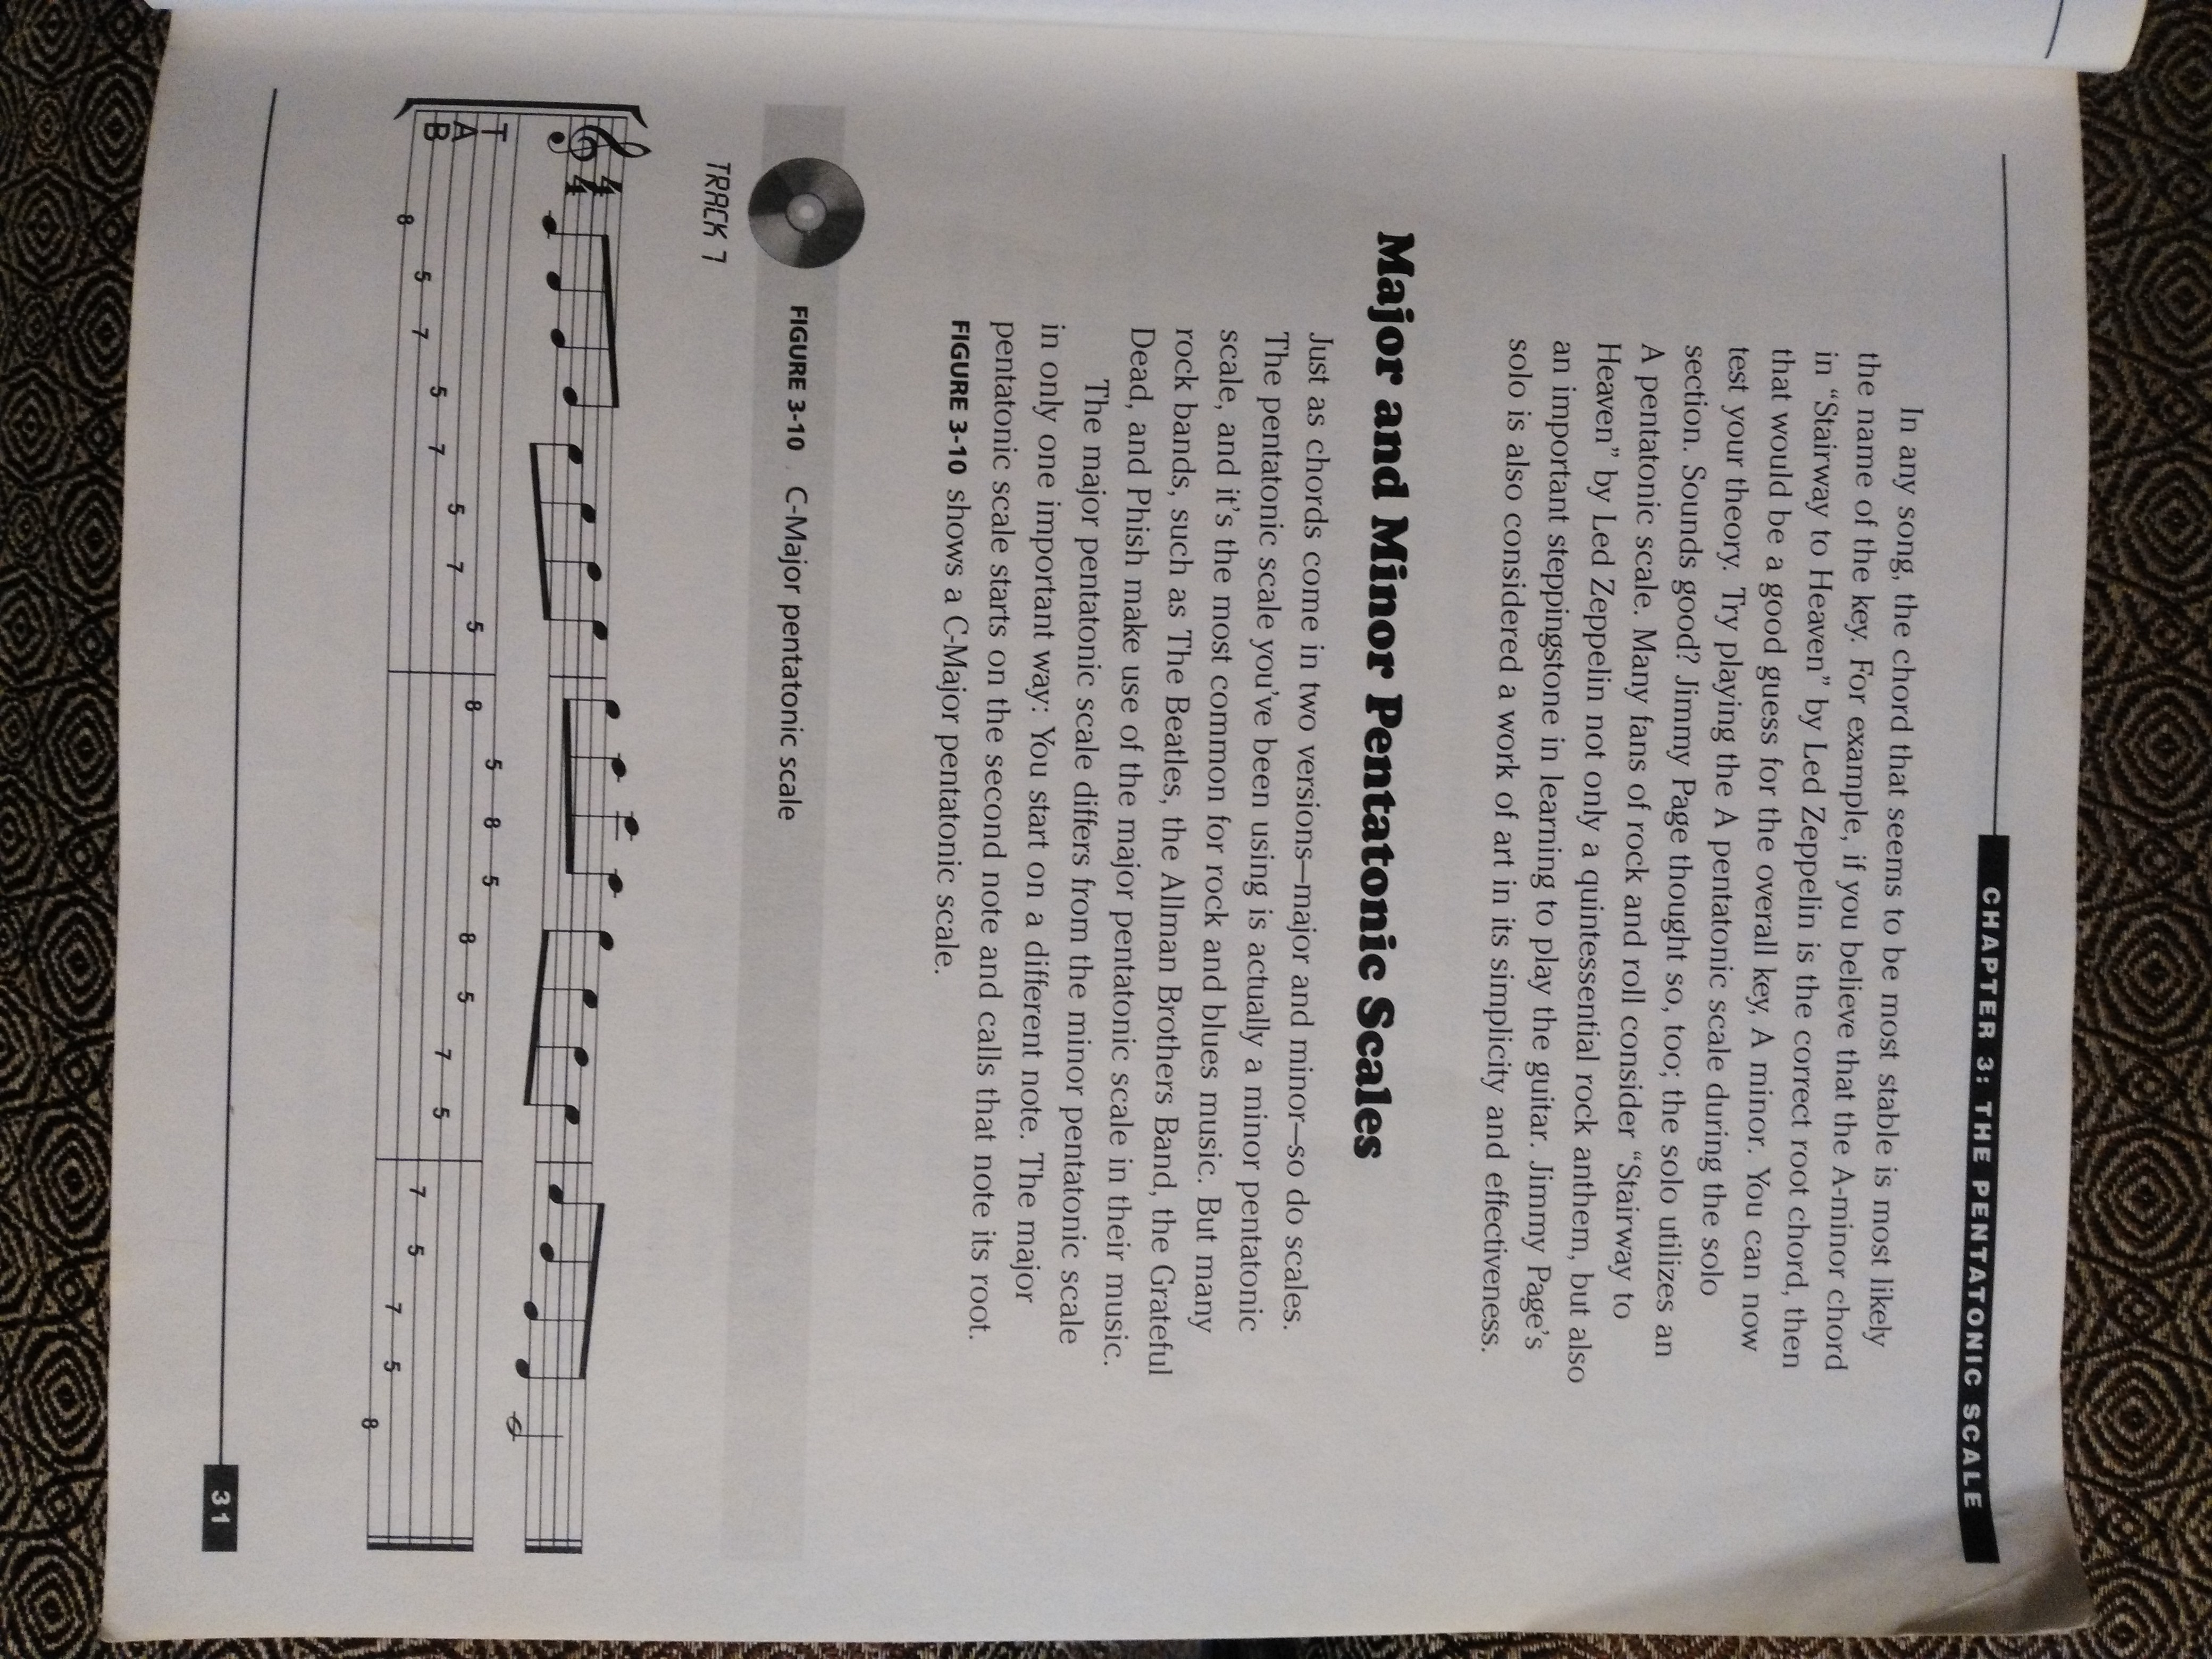 CHAPTER 3: THE PENTATONIC SCALE
In any song, the chord that seems to be most stable is most likely
the name of the key. For example, if you believe that the A-minor chord
in “Stairway to Heaven” by Led Zeppelin is the correct root chord, then
that would be a good guess for the overall key, A minor. You can now
test your theory. Try playing the A pentatonic scale during the solo
section. Sounds good? Jimmy Page thought so, too; the solo utilizes an
A pentatonic scale. Many fans of rock and roll consider “Stairway to
Heaven” by Led Zeppelin not only a quintessential rock anthem, but also
an important steppingstone in learning to play the guitar. Jimmy Page’s
solo is also considered a work of art in its simplicity and effectiveness.
Major and Minor Pentatonic Scales
Just as chords come in two versions—major and minor—so do scales.
The pentatonic scale you’ve been using is actually a minor pentatonic
scale, and it’s the most common for rock and blues music. But many
rock bands, such as The Beatles, the Allman Brothers Band, the Grateful
Dead, and Phish make use of the major pentatonic scale in their music.
The major pentatonic scale differs from the minor pentatonic scale
in only one important way: You start on a different note. The major
pentatonic scale starts on the second note and calls that note its root.
FIGURE 3-10 shows a C-Major pentatonic scale.
FIGURE 3-10 C-Major pentatonic scale
TRACK 7
4
4
T
A
B
8 5 7 5 7 5 7 5 8 5 8 5 8 5 7 5 7 5 7 5 8
31